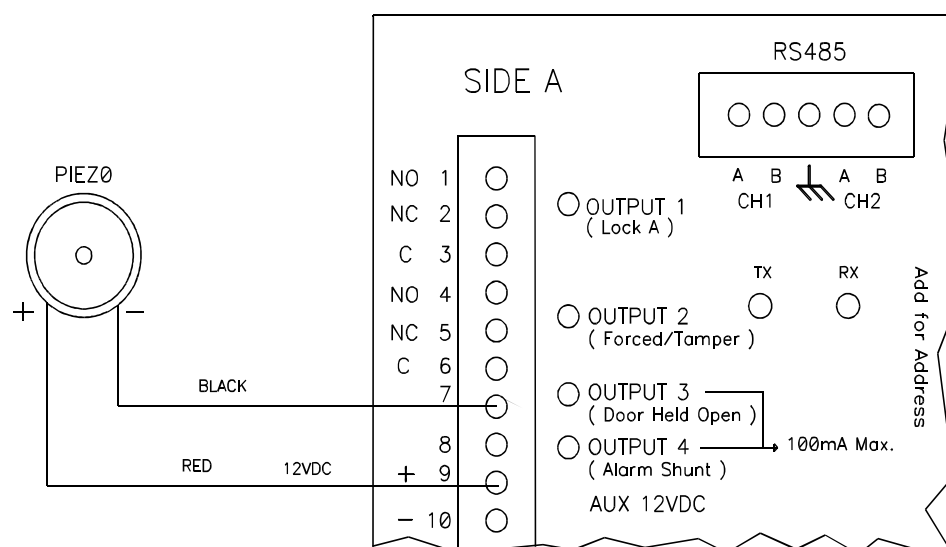 RS485
SIDE A
PIEZO
NO 1
NC 2
C 3
NO 4
NC 5
C 6
7
8
+ 9
- 10
+
-
BLACK
RED 12VDC
OUTPUT 1
( Lock A )
OUTPUT 2
( Forced/Tamper )
OUTPUT 3
( Door Held Open )
OUTPUT 4
( Alarm Shunt )
100mA Max.
AUX 12VDC
A B A B
CH1 CH2
TX RX
Add for Address